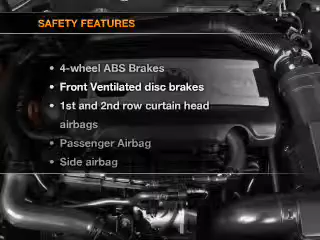 SAFETY FEATURES
• 4-wheel ABS Brakes
• Front Ventilated disc brakes
• 1st and 2nd row curtain head
airbags
• Passenger Airbag
• Side airbag